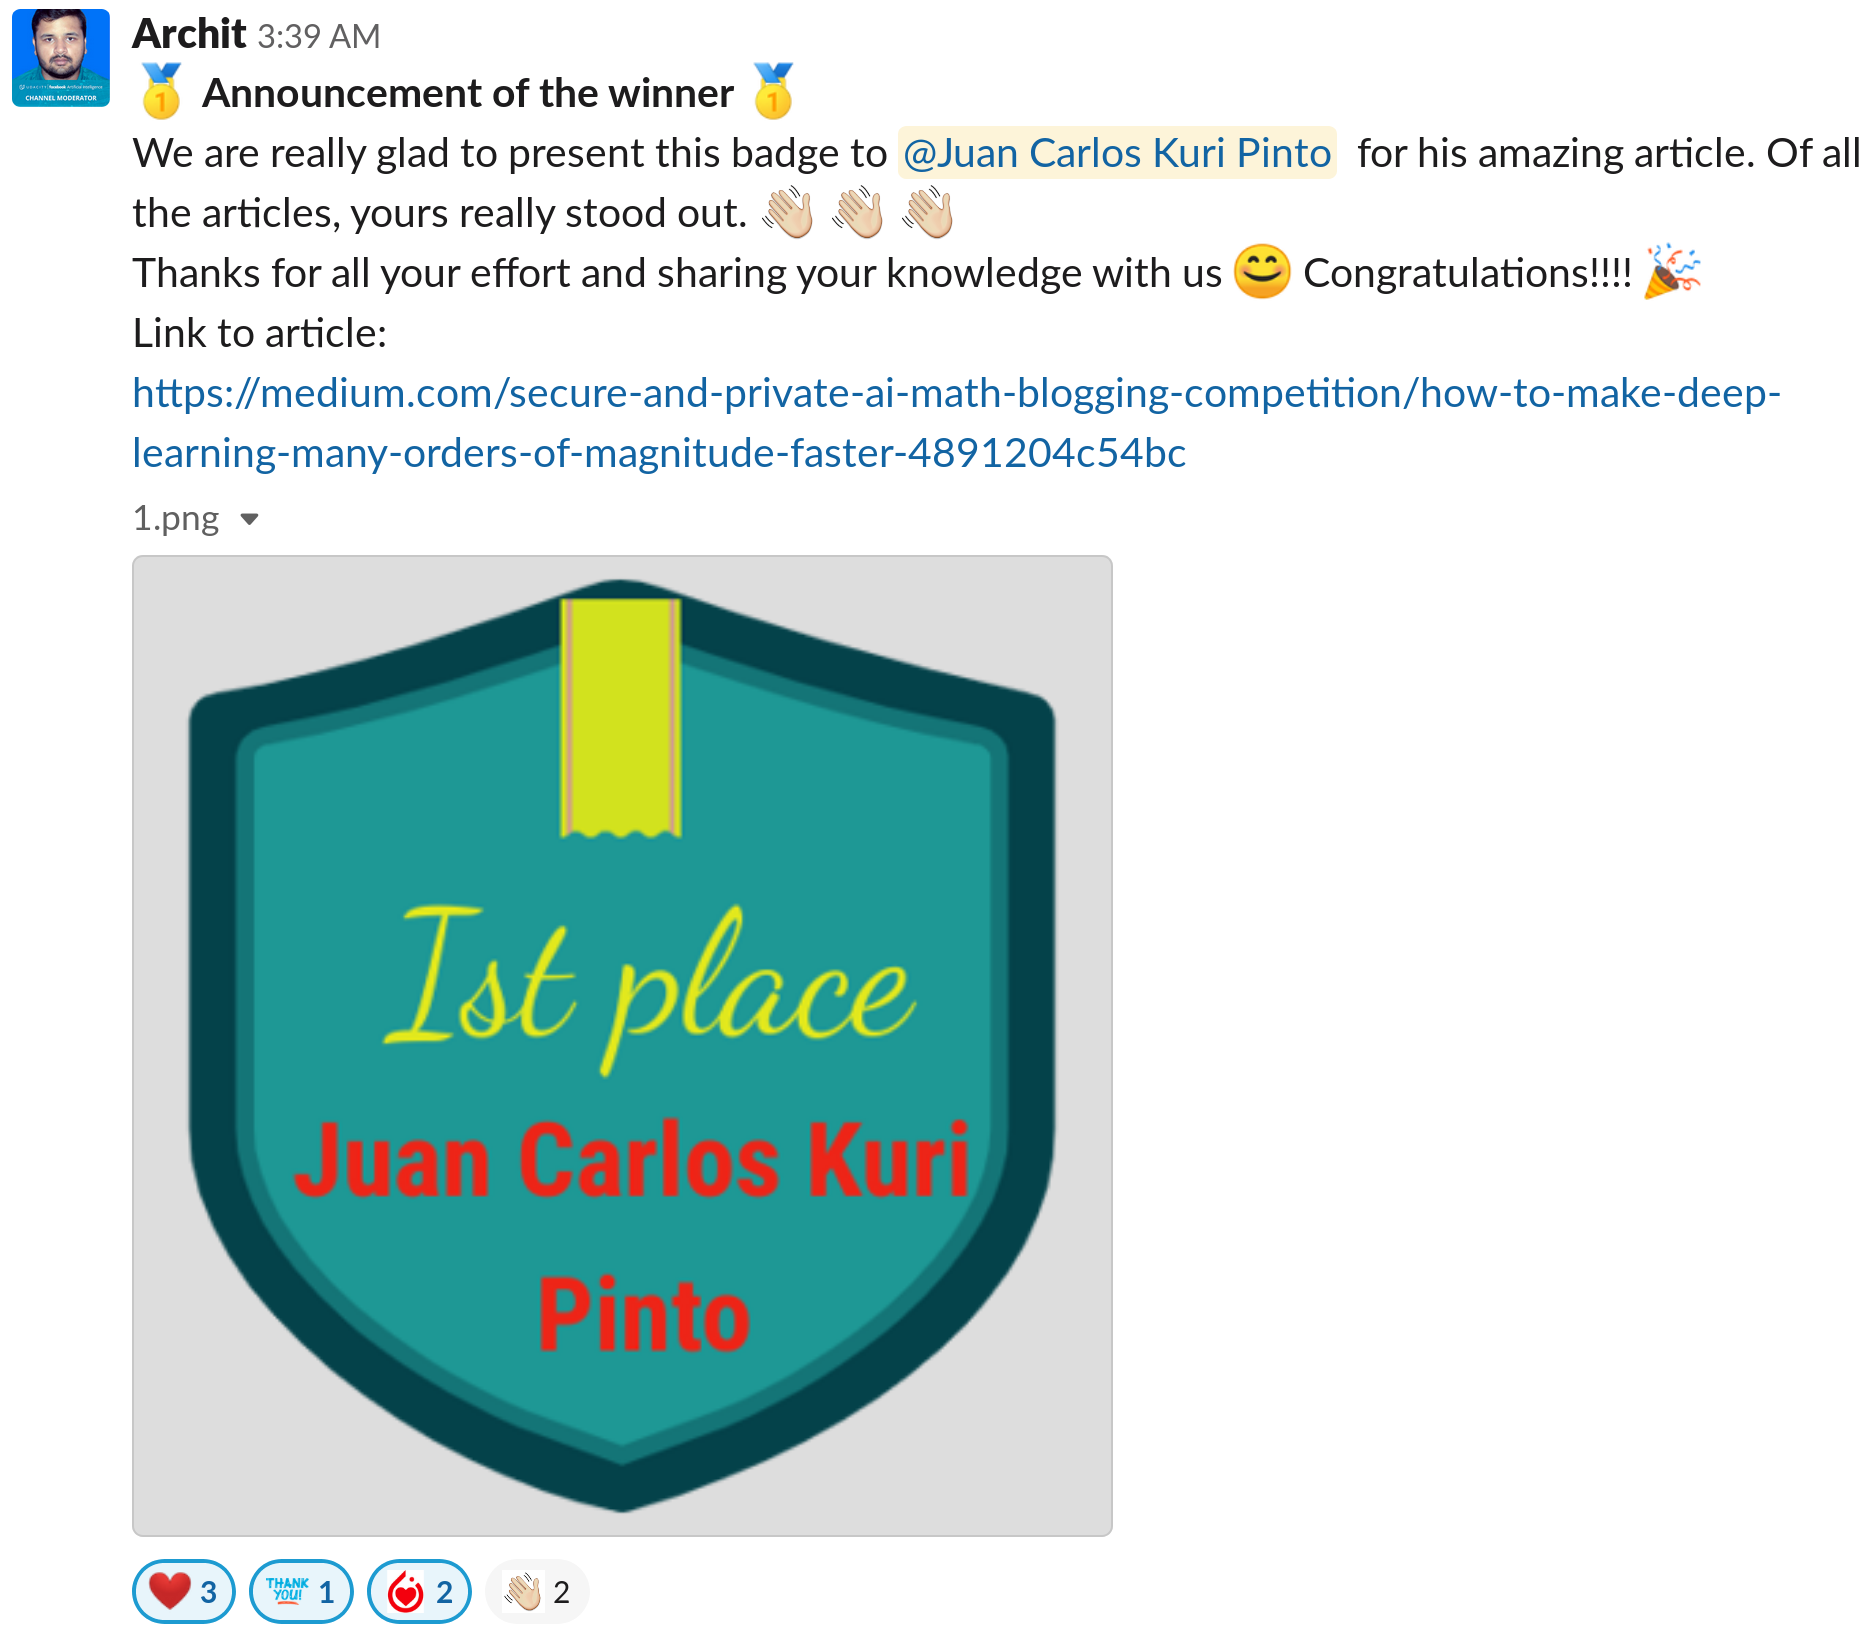 Archit 3:39 AM
🥇 Announcement of the winner 🥇
We are really glad to present this badge to @Juan Carlos Kuri Pinto for his amazing article. Of all
the articles, yours really stood out. 👋🏻 👋🏻 👋🏻
Thanks for all your effort and sharing your knowledge with us 😊 Congratulations!!!! 🎉
Link to article:
https://medium.com/secure-and-private-ai-math-blogging-competition/how-to-make-deep-
learning-many-orders-of-magnitude-faster-4891204c54bc
1.png
Ist place
Juan Carlos Kuri
Pinto
❤️ 3 THANK YOU! 1 2 👋🏻 2
CHANNEL MODERATOR